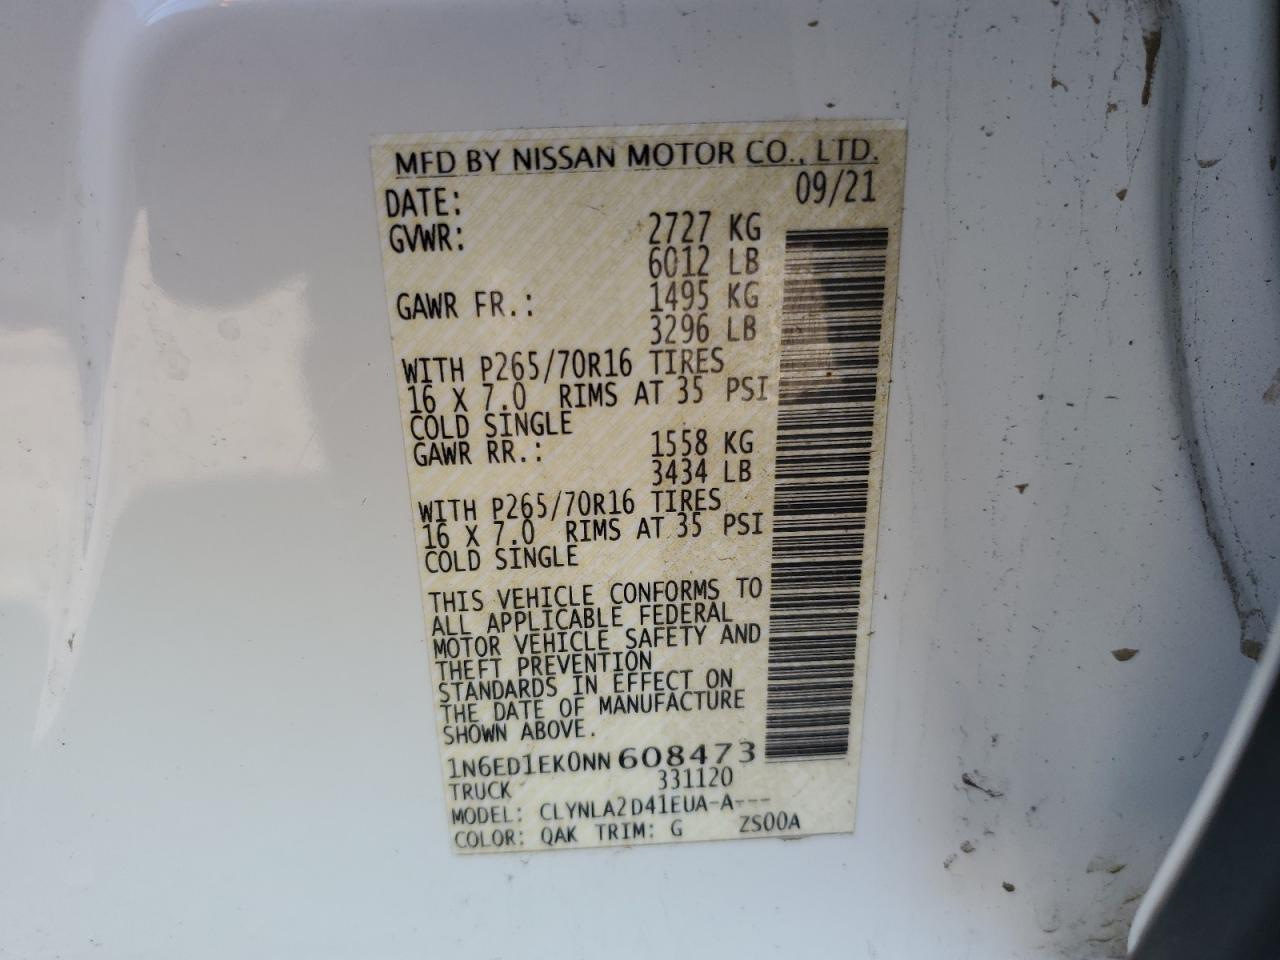 MFD BY NISSAN MOTOR CO., LTD.
DATE: 09/21
GVWR: 2727 KG
6012 LB
GAWR FR.: 1495 KG
3296 LB
WITH P265/70R16 TIRES
16 X 7.0 RIMS AT 35 PSI
COLD SINGLE
GAWR RR.: 1558 KG
3434 LB
WITH P265/70R16 TIRES
16 X 7.0 RIMS AT 35 PSI
COLD SINGLE
THIS VEHICLE CONFORMS TO
ALL APPLICABLE FEDERAL
MOTOR VEHICLE SAFETY AND
THEFT PREVENTION
STANDARDS IN EFFECT ON
THE DATE OF MANUFACTURE
SHOWN ABOVE.
1N6ED1EK0NN608473
TRUCK 331120
MODEL: CLYNLA2D41EUA-A---
COLOR: QAK TRIM: G ZS00A